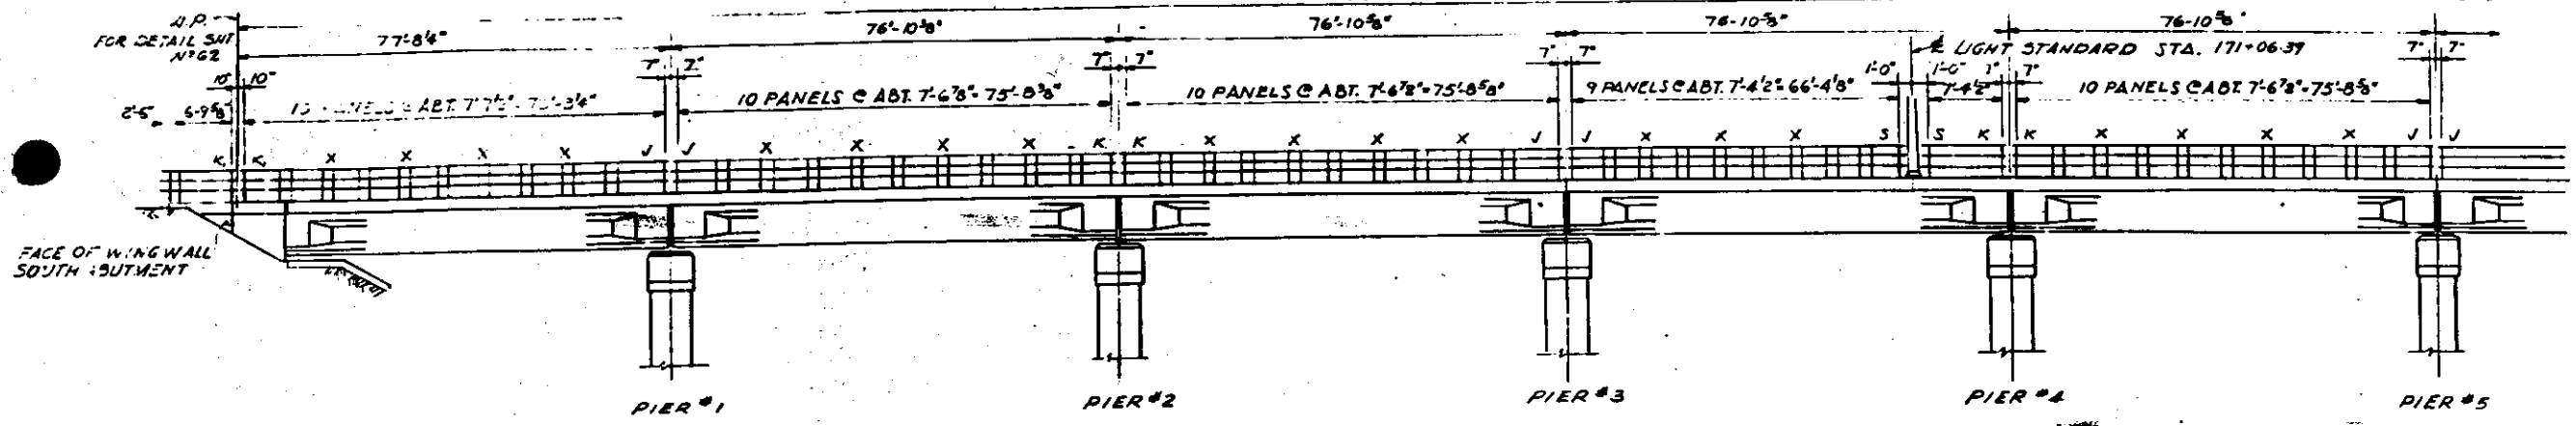 A.P.
FOR DETAIL SHT
Nº62
77'-8¼"
76'-10⅝"
76'-10⅝"
76-10⅝"
76-10⅝"
℄ LIGHT STANDARD STA. 171+06.39
10" 10"
7" 7"
7" 7"
7" 7"
1'-0" 1'-0" 7" 7"
7" 7"
2'-5" 6-9⅝"
10 PANELS @ ABT. 7'-6⅞"=75'-8⅝"
10 PANELS @ ABT. 7'-6⅞"=75'-8⅝"
9 PANELS @ ABT. 7'-4½"=66'-4⅛"
7-4½"
10 PANELS @ ABT. 7'-6⅞"=75'-8⅝"
K K X X X X J J X X X X K K X X X X J J X X X S S K K X X X X J J
FACE OF WING WALL
SOUTH ABUTMENT
PIER #1
PIER #2
PIER #3
PIER #4
PIER #5